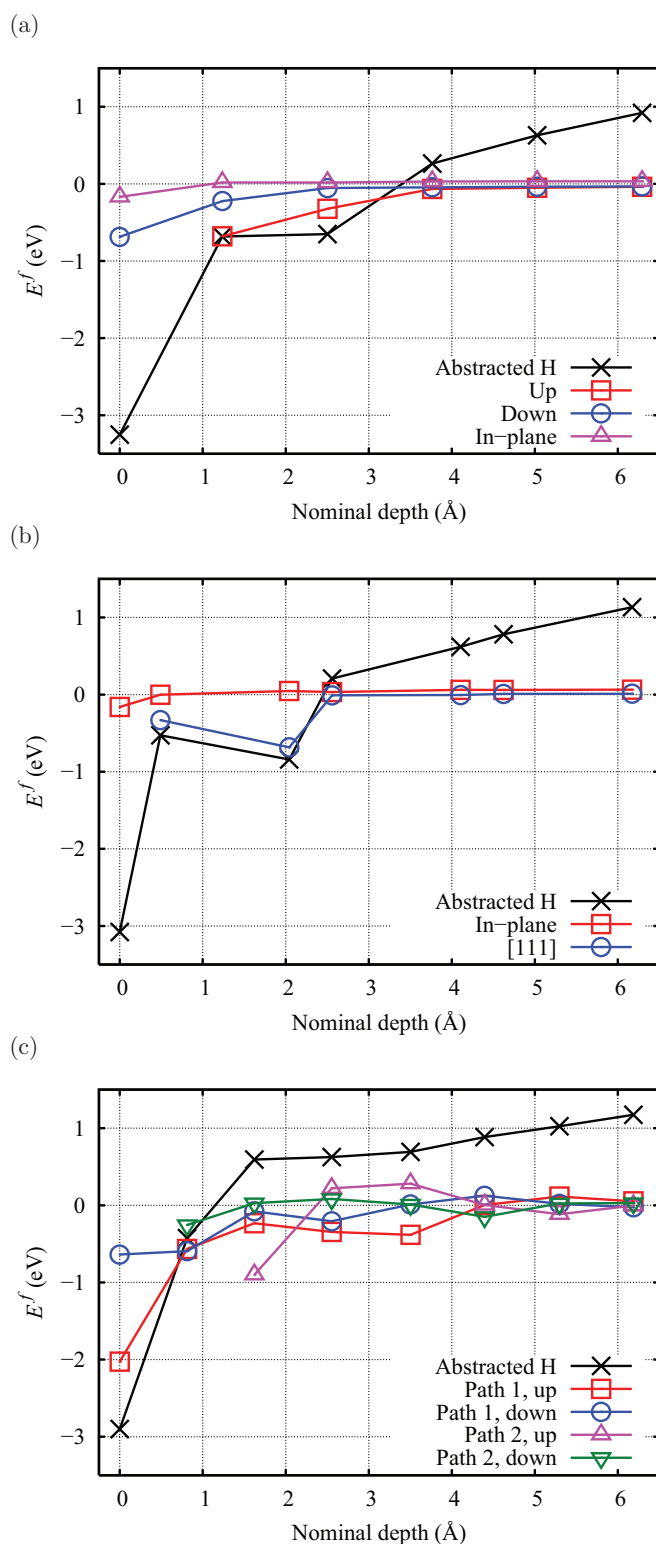 (a)
1
0
−1
−2
−3
E^f (eV)
Abstracted H
Up
Down
In−plane
0 1 2 3 4 5 6
Nominal depth (Å)
(b)
1
0
−1
−2
−3
E^f (eV)
Abstracted H
In−plane
[111]
0 1 2 3 4 5 6
Nominal depth (Å)
(c)
1
0
−1
−2
−3
E^f (eV)
Abstracted H
Path 1, up
Path 1, down
Path 2, up
Path 2, down
0 1 2 3 4 5 6
Nominal depth (Å)